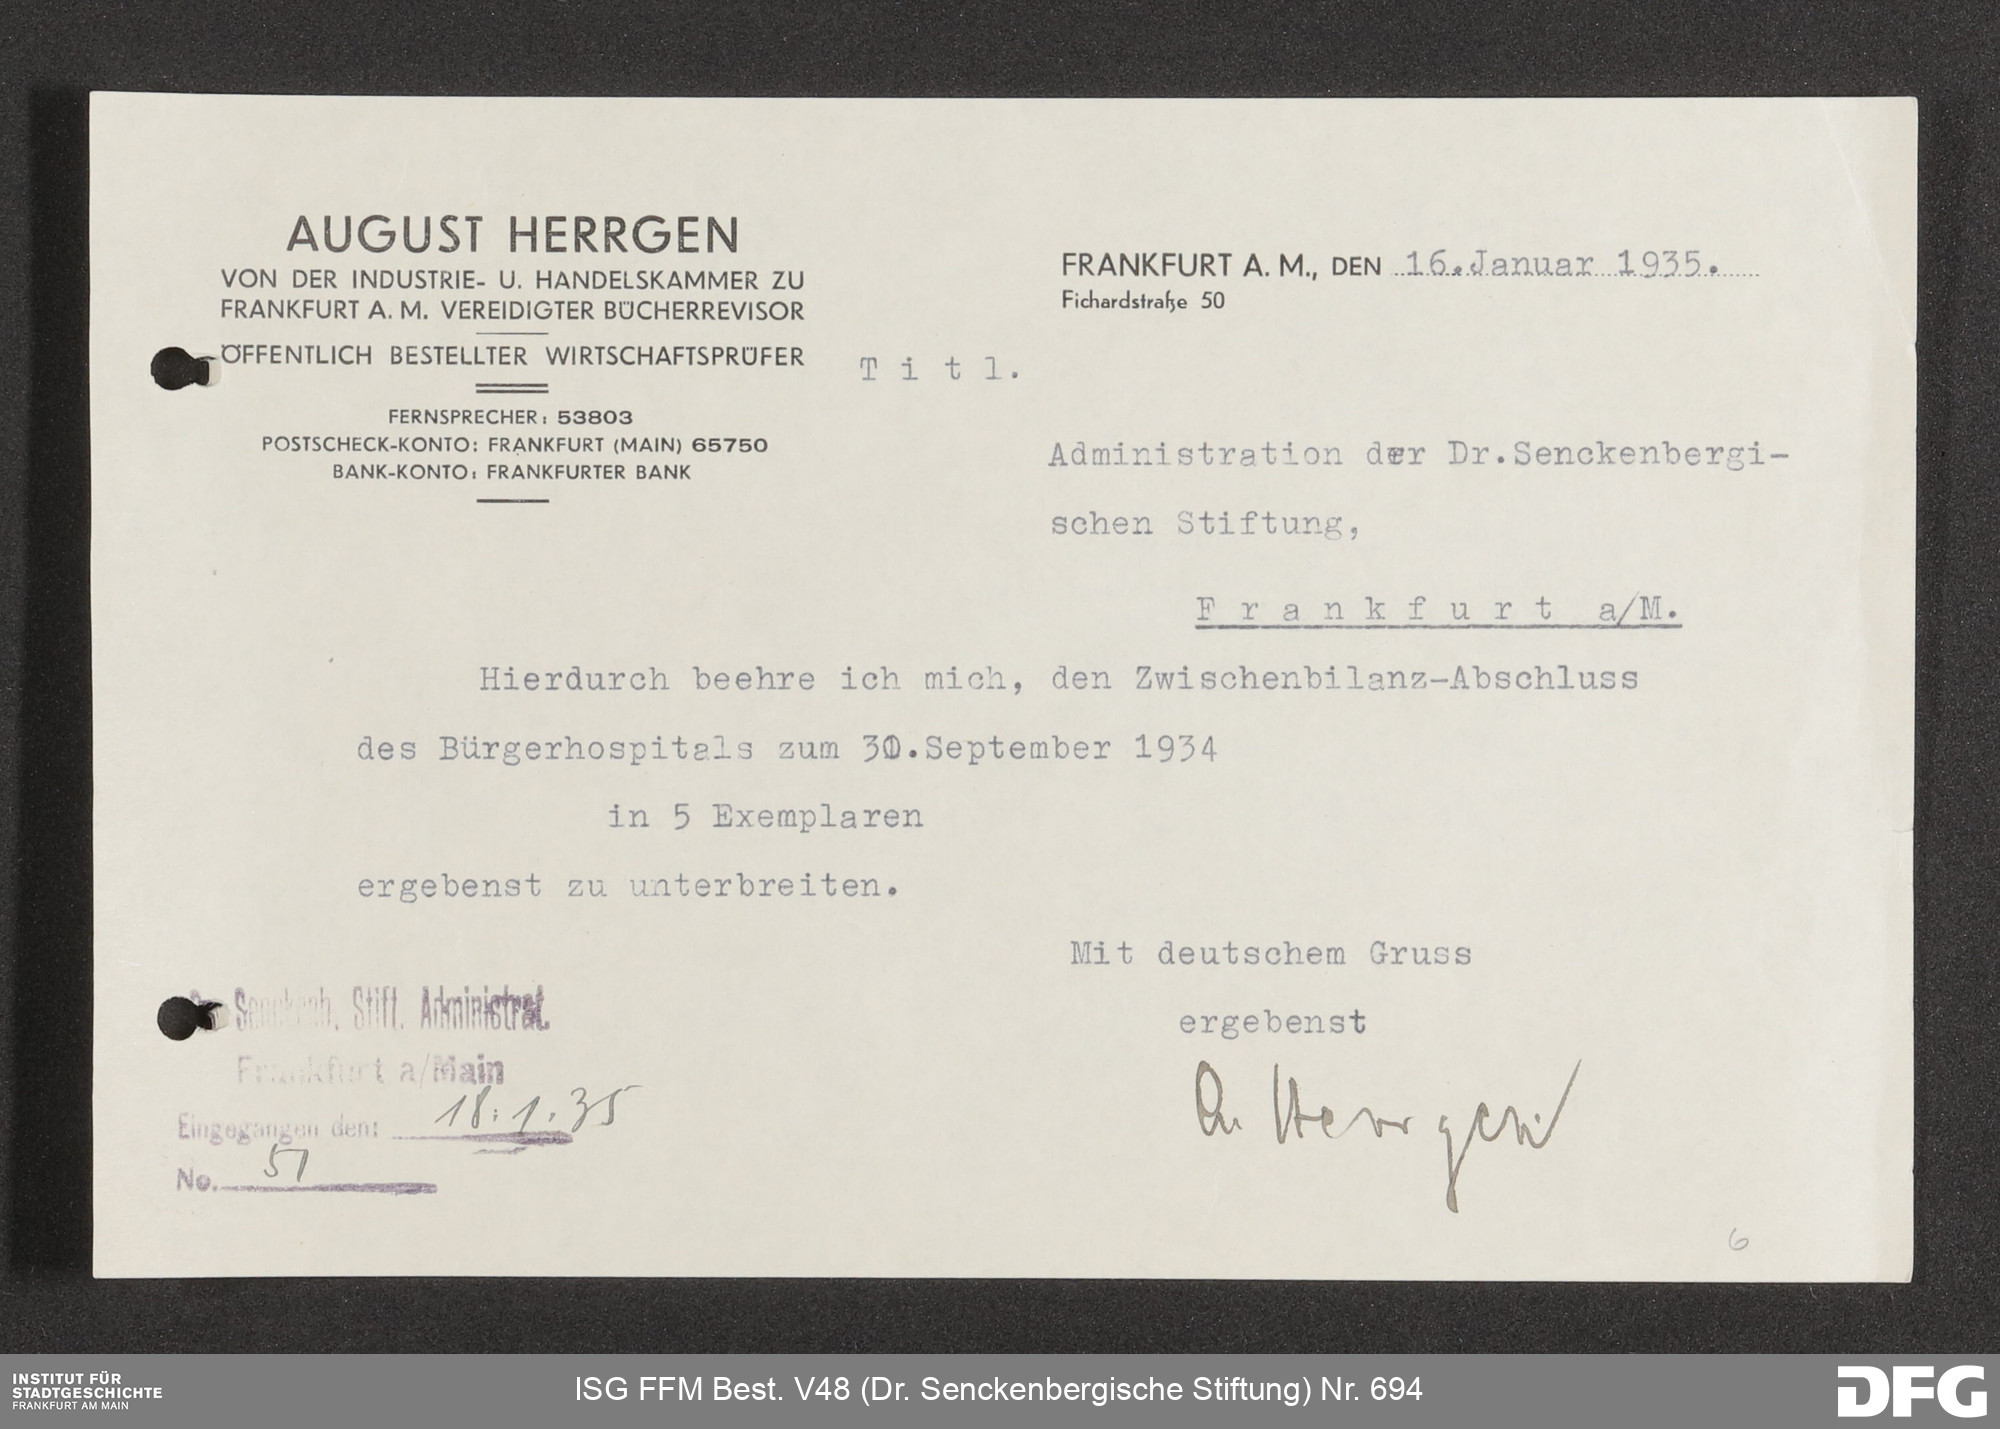 AUGUST HERRGEN
VON DER INDUSTRIE- U. HANDELSKAMMER ZU
FRANKFURT A. M. VEREIDIGTER BÜCHERREVISOR
ÖFFENTLICH BESTELLTER WIRTSCHAFTSPRÜFER
FERNSPRECHER: 53803
POSTSCHECK-KONTO: FRANKFURT (MAIN) 65750
BANK-KONTO: FRANKFURTER BANK
FRANKFURT A. M., DEN 16.Januar 1935.
Fichardstraße 50
T i t l.
Administration der Dr.Senckenbergi-
schen Stiftung,
F r a n k f u r t a/M.
Hierdurch beehre ich mich, den Zwischenbilanz-Abschluss
des Bürgerhospitals zum 30.September 1934
in 5 Exemplaren
ergebenst zu unterbreiten.
Mit deutschem Gruss
ergebenst
A. Herrgen
Dr. Senckenb. Stift. Administrat.
Frankfurt a/Main
Eingegangen den: 18.1.35
No. 51
6
INSTITUT FÜR
STADTGESCHICHTE
FRANKFURT AM MAIN
ISG FFM Best. V48 (Dr. Senckenbergische Stiftung) Nr. 694
DFG